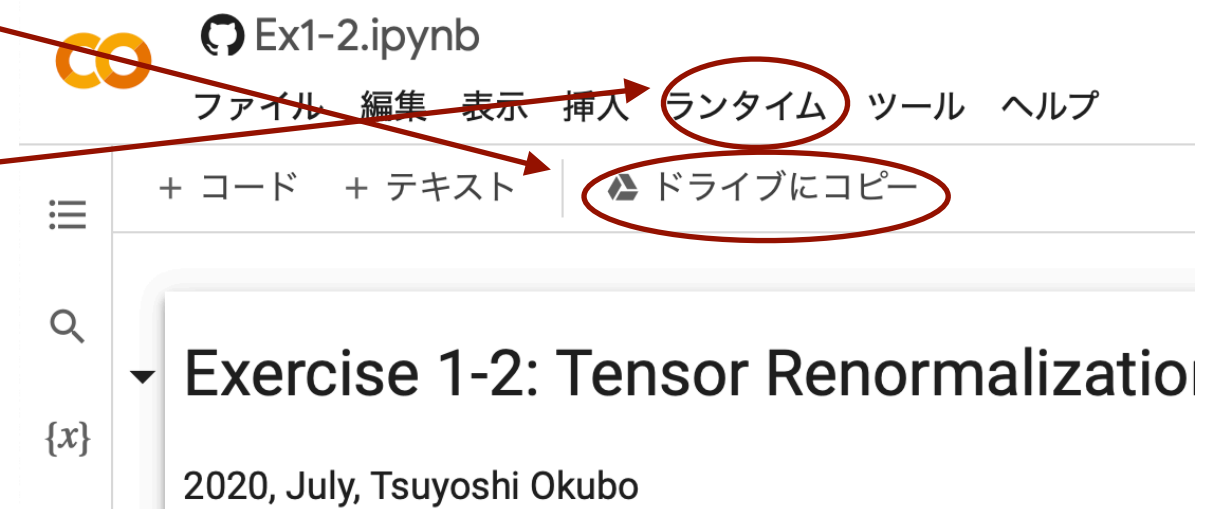 Ex1-2.ipynb
ファイル 編集 表示 挿入 ランタイム ツール ヘルプ
+ コード + テキスト ドライブにコピー
Exercise 1-2: Tensor Renormalizatio
{x}
2020, July, Tsuyoshi Okubo